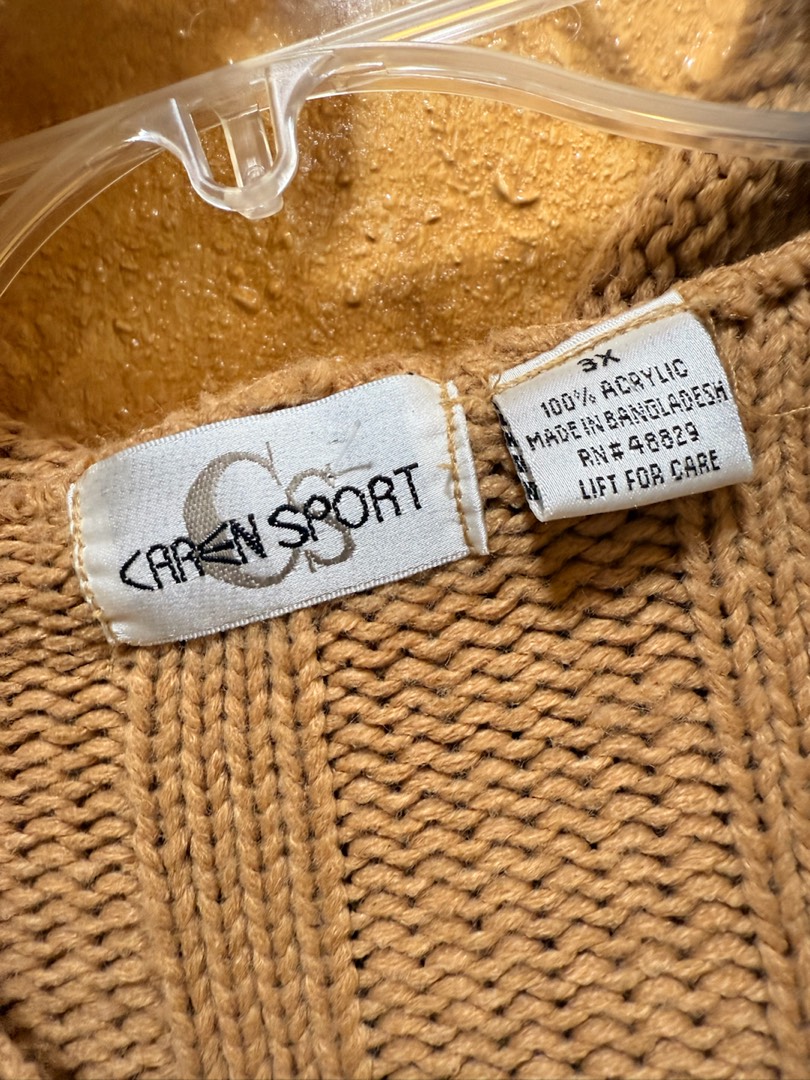 CS
CAREN SPORT
3X
100% ACRYLIC
MADE IN BANGLADESH
RN# 48829
LIFT FOR CARE